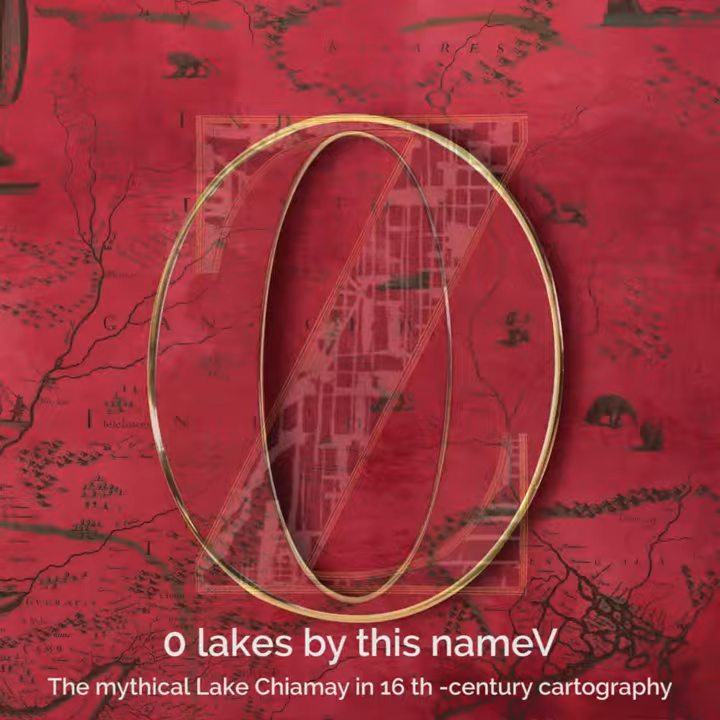 0 lakes by this nameV
The mythical Lake Chiamay in 16 th -century cartography